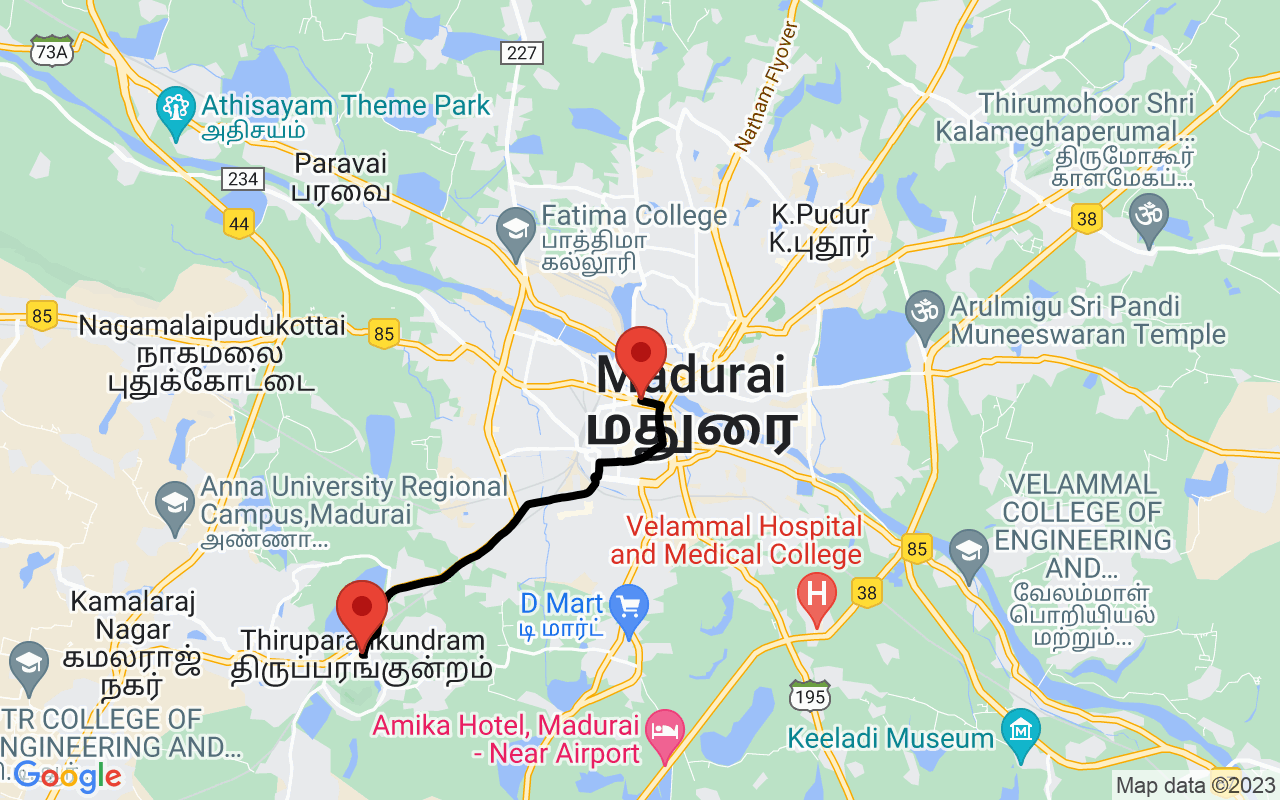 73A
227
Natham Flyover
Athisayam Theme Park
அதிசயம்
Thirumohoor Shri
Kalameghaperumal...
திருமோகூர்
காளமேகப்...
Paravai
பரவை
234
44
Fatima College
பாத்திமா
கல்லூரி
K.Pudur
K.புதூர்
38
85
Nagamalaipudukottai
நாகமலை
புதுக்கோட்டை
85
Arulmigu Sri Pandi
Muneeswaran Temple
Madurai
மதுரை
Anna University Regional
Campus,Madurai
அண்ணா...
Velammal Hospital
and Medical College
VELAMMAL
COLLEGE OF
ENGINEERING
AND...
வேலம்மாள்
பொறியியல்
மற்றும்...
85
38
D Mart
டி மார்ட்
Kamalaraj
Nagar
கமலராஜ்
நகர்
Thiruparankundram
திருப்பரங்குன்றம்
195
TR COLLEGE OF
NGINEERING AND...
Amika Hotel, Madurai
- Near Airport
Keeladi Museum
Google
Map data ©2023